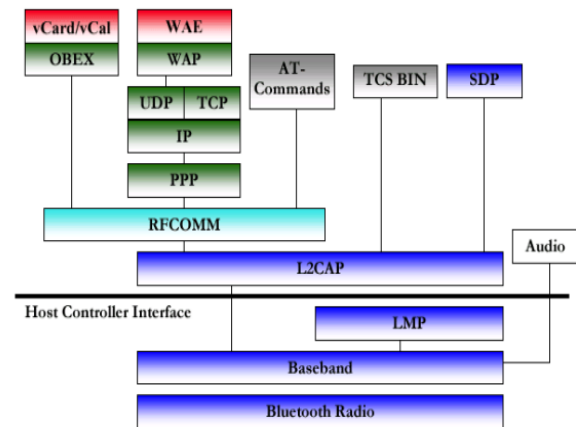 vCard/vCal
WAE
OBEX
WAP
AT-
Commands
TCS BIN
SDP
UDP
TCP
IP
PPP
RFCOMM
Audio
L2CAP
Host Controller Interface
LMP
Baseband
Bluetooth Radio